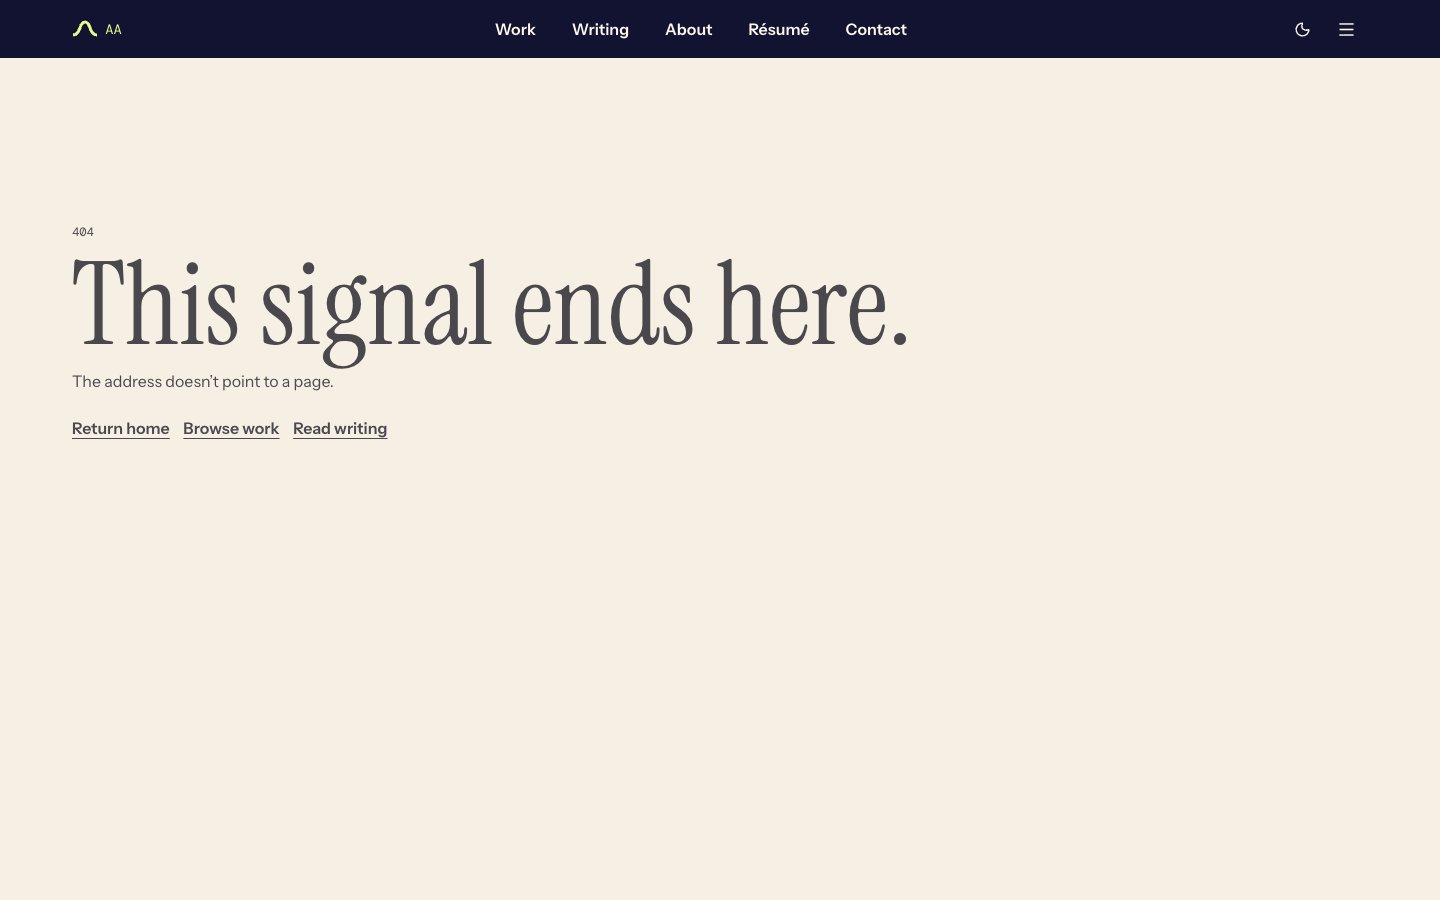 AA
Work Writing About Résumé Contact
404
This signal ends here.
The address doesn’t point to a page.
Return home Browse work Read writing